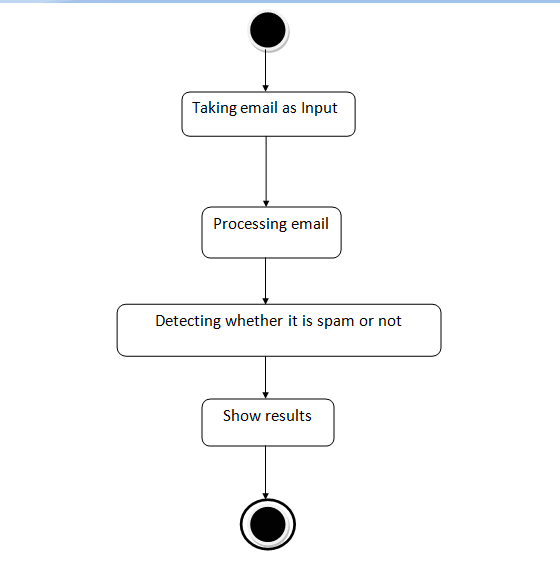 Taking email as Input
Processing email
Detecting whether it is spam or not
Show results